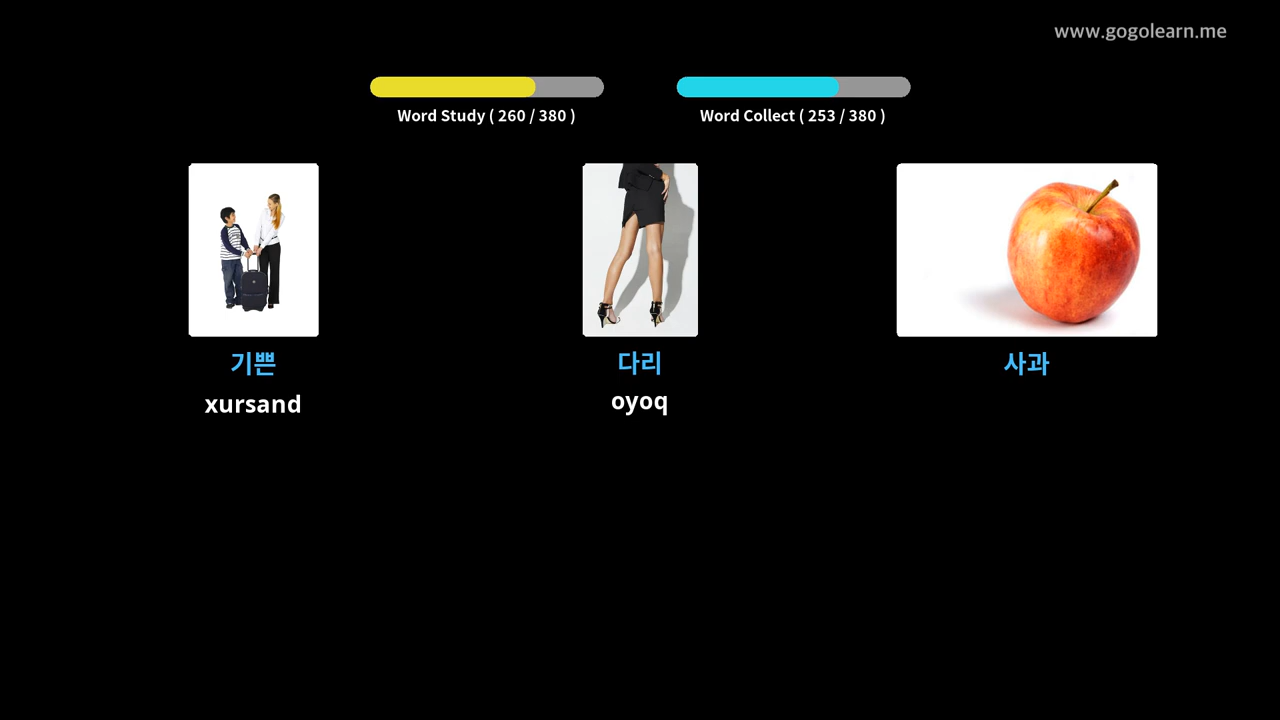 www.gogolearn.me
Word Study ( 260 / 380 )
Word Collect ( 253 / 380 )
기쁜
다리
사과
xursand
oyoq